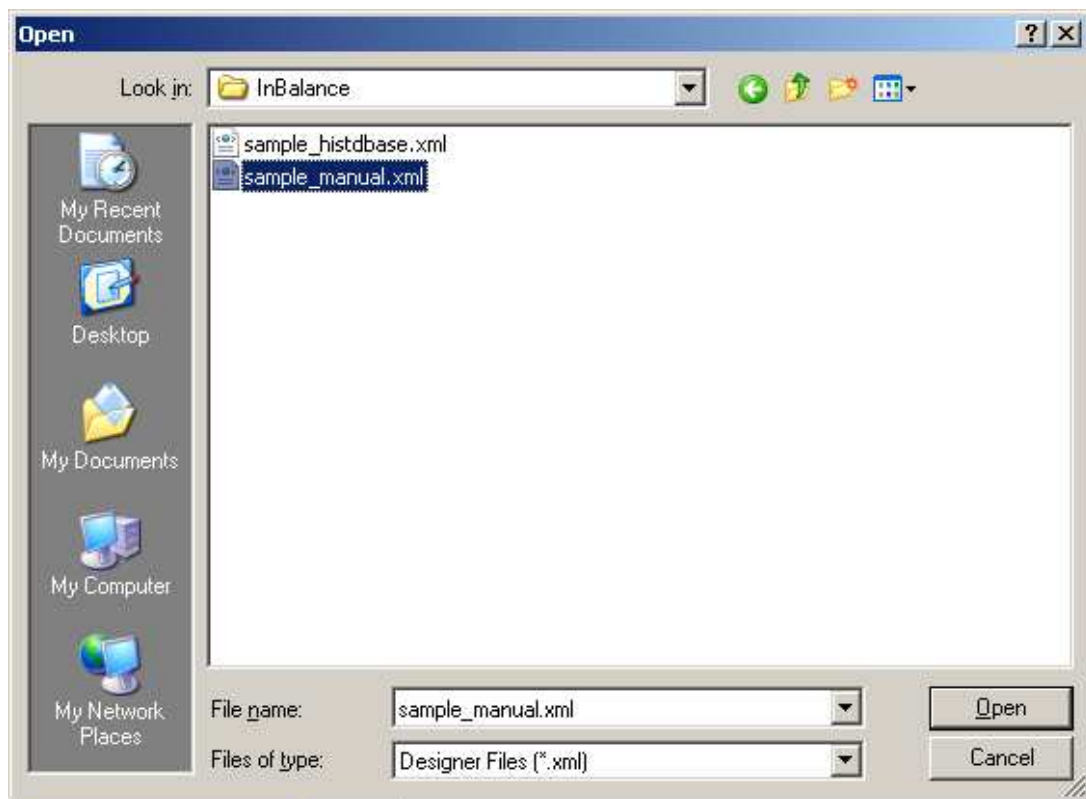 Open
Look in: InBalance
sample_histdbase.xml
sample_manual.xml
My Recent
Documents
Desktop
My Documents
My Computer
My Network
Places
File name: sample_manual.xml Open
Files of type: Designer Files (*.xml) Cancel